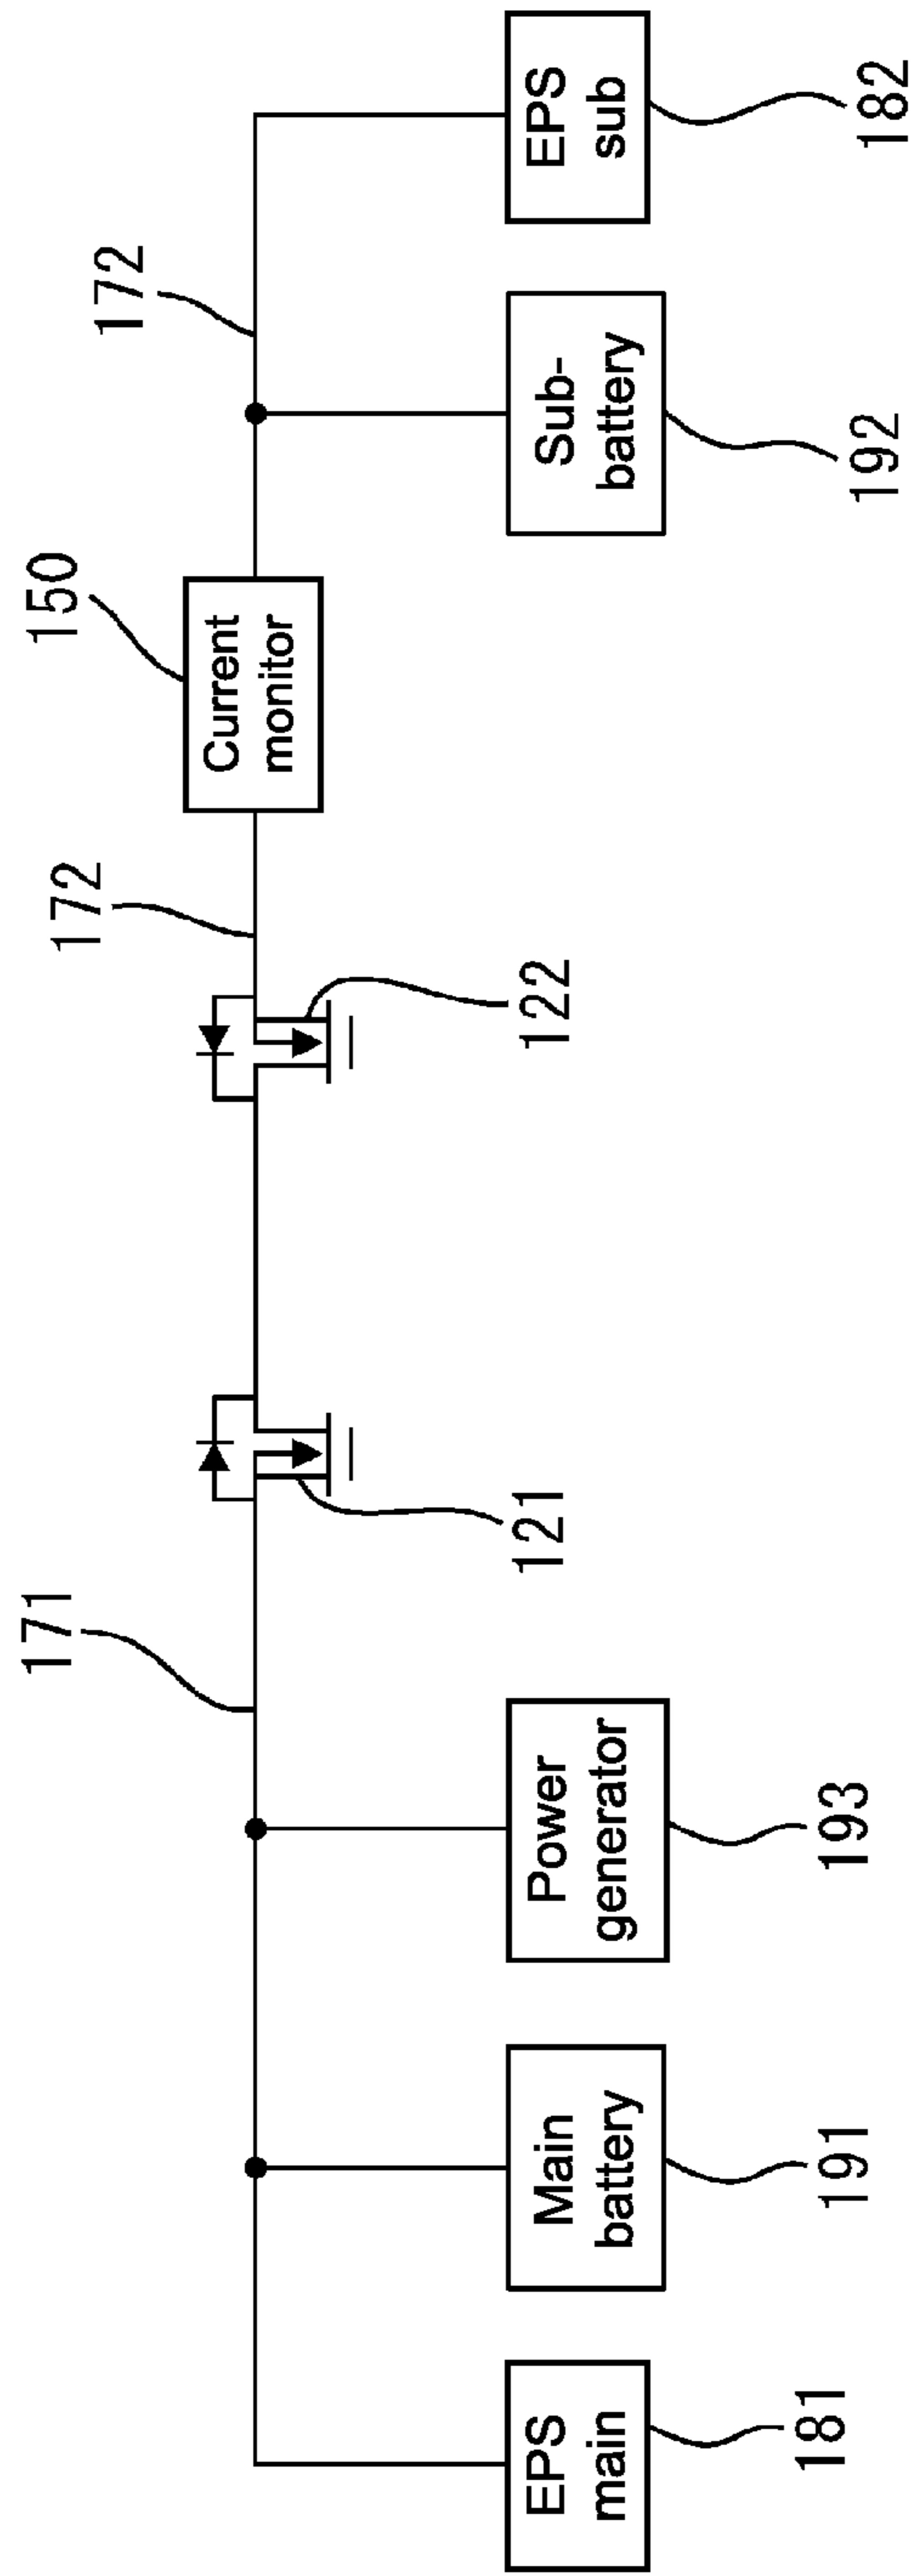 171
172
150
172
121
122
EPS
main
181
Main
battery
191
Power
generator
193
Current
monitor
Sub-
battery
192
EPS
sub
182